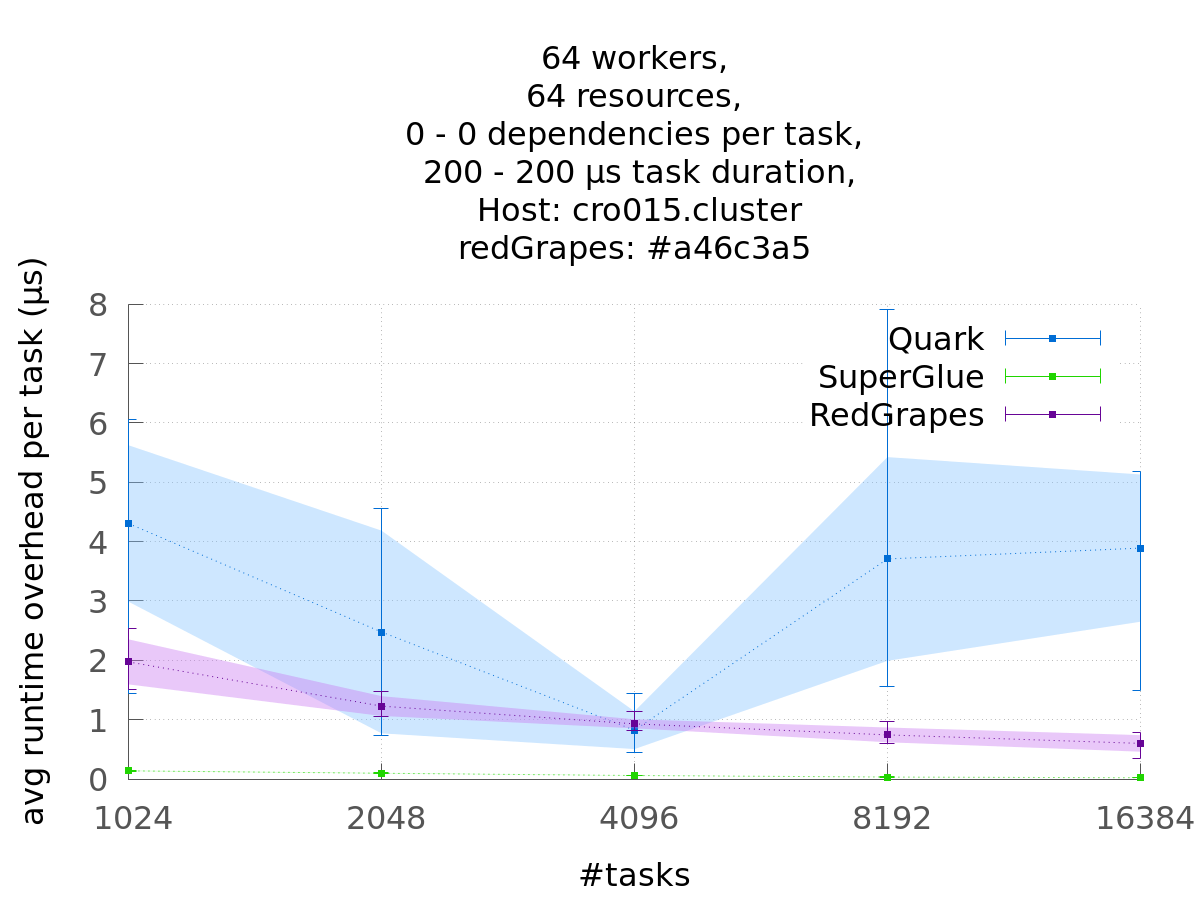 64 workers,
64 resources,
0 - 0 dependencies per task,
200 - 200 µs task duration,
Host: cro015.cluster
redGrapes: #a46c3a5
avg runtime overhead per task (µs)
8
7
6
5
4
3
2
1
0
Quark
SuperGlue
RedGrapes
1024
2048
4096
8192
16384
#tasks